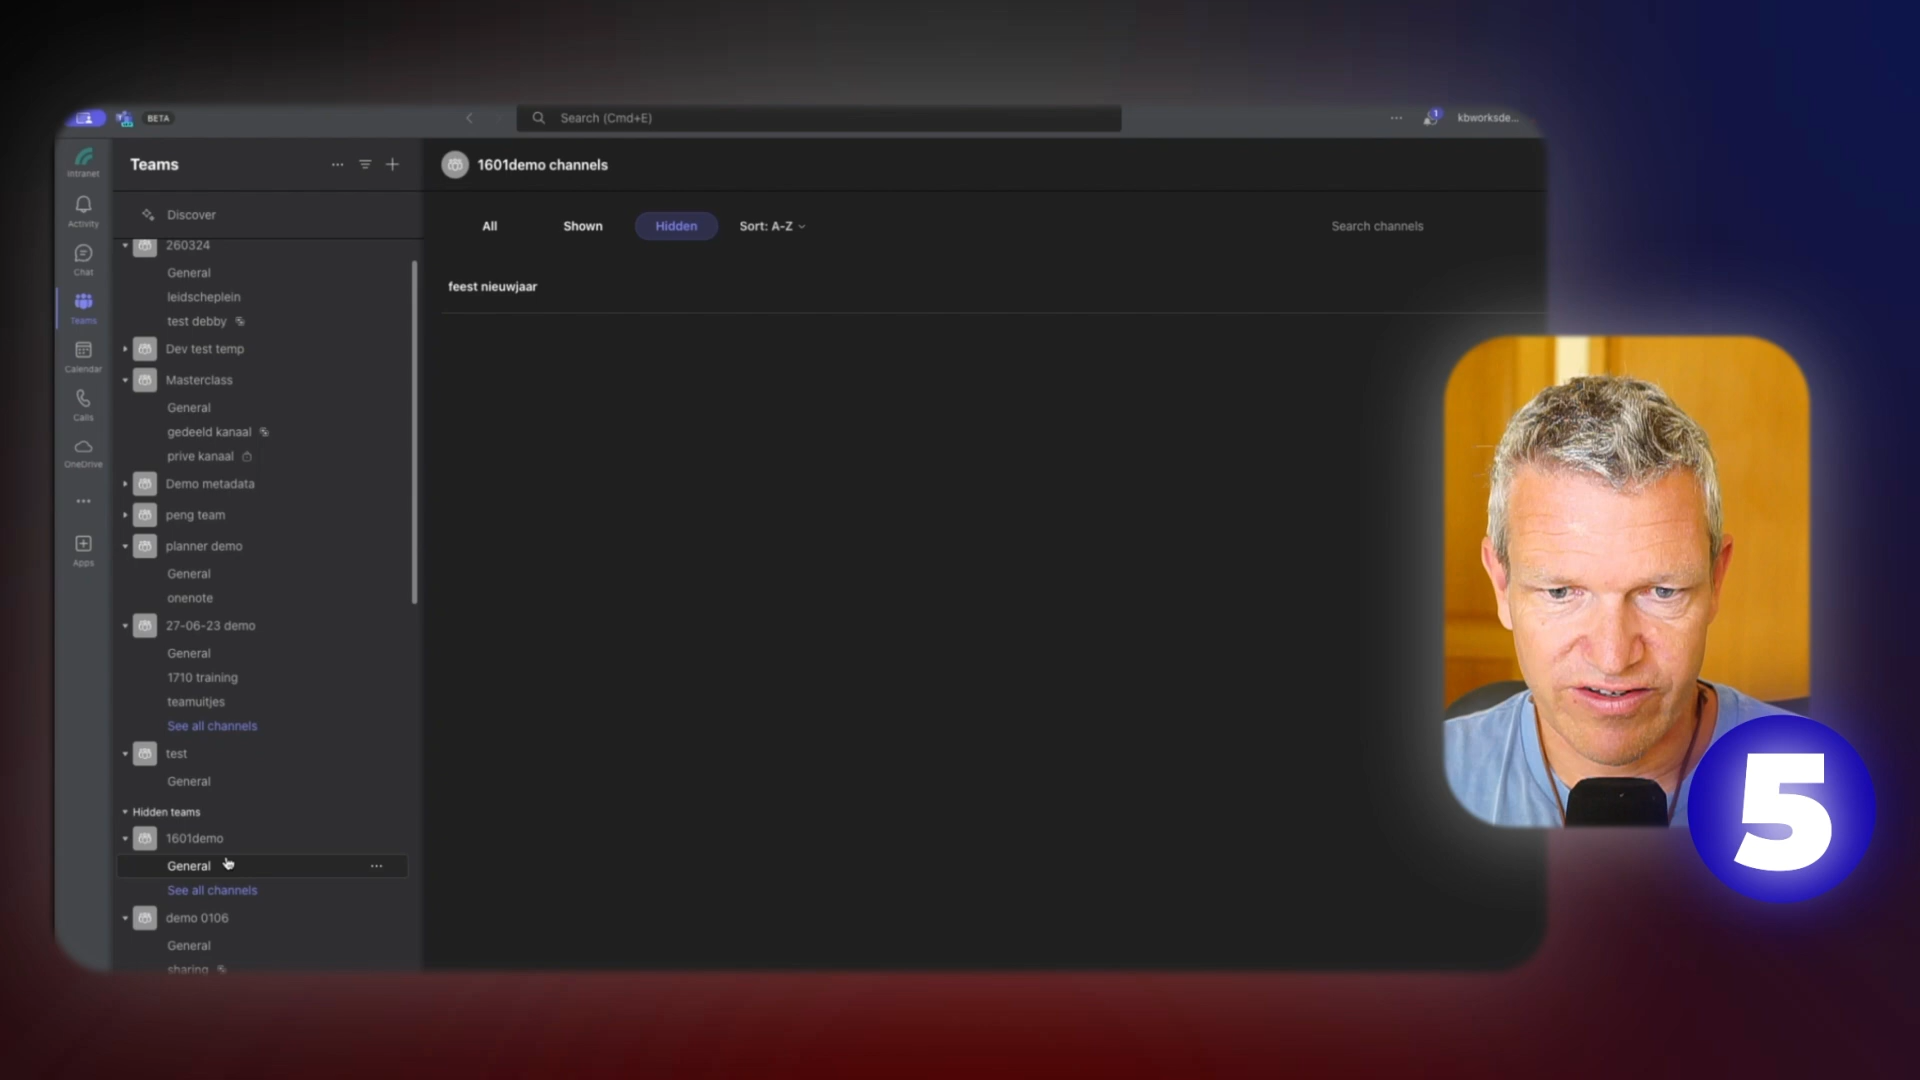 BETA
Search (Cmd+E)
1
kbworksde...
Intranet
Activity
Chat
Teams
Calendar
Calls
OneDrive
Apps
Teams
Discover
260324
General
leidscheplein
test debby
Dev test temp
Masterclass
General
gedeeld kanaal
prive kanaal
Demo metadata
peng team
planner demo
General
onenote
27-06-23 demo
General
1710 training
teamuitjes
See all channels
test
General
Hidden teams
1601demo
General
See all channels
demo 0106
General
sharing
1601demo channels
All Shown Hidden Sort: A-Z Search channels
feest nieuwjaar
5